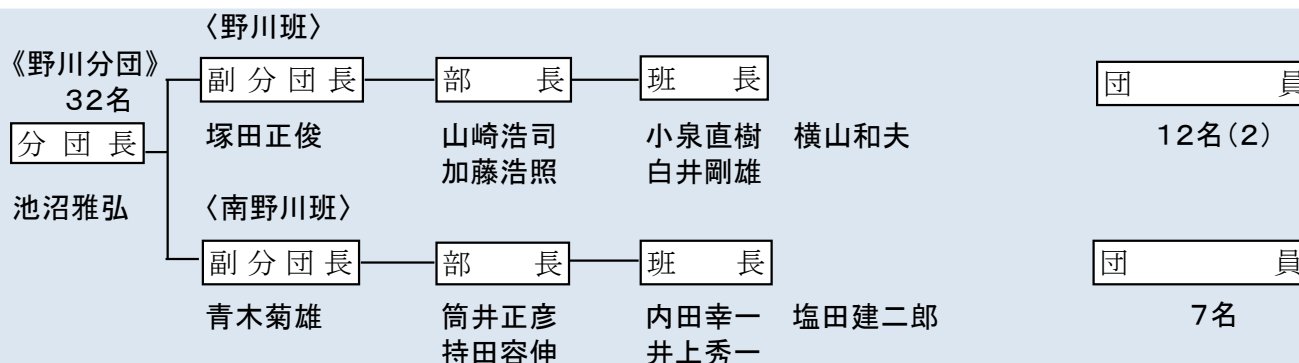 〈野川班〉
《野川分団》
32名
副分団長 部長 班長 団員
分団長
塚田正俊 山崎浩司 小泉直樹 横山和夫 12名(2)
加藤浩照 白井剛雄
池沼雅弘
〈南野川班〉
副分団長 部長 班長 団員
青木菊雄 筒井正彦 内田幸一 塩田建二郎 7名
持田容伸 井上秀一